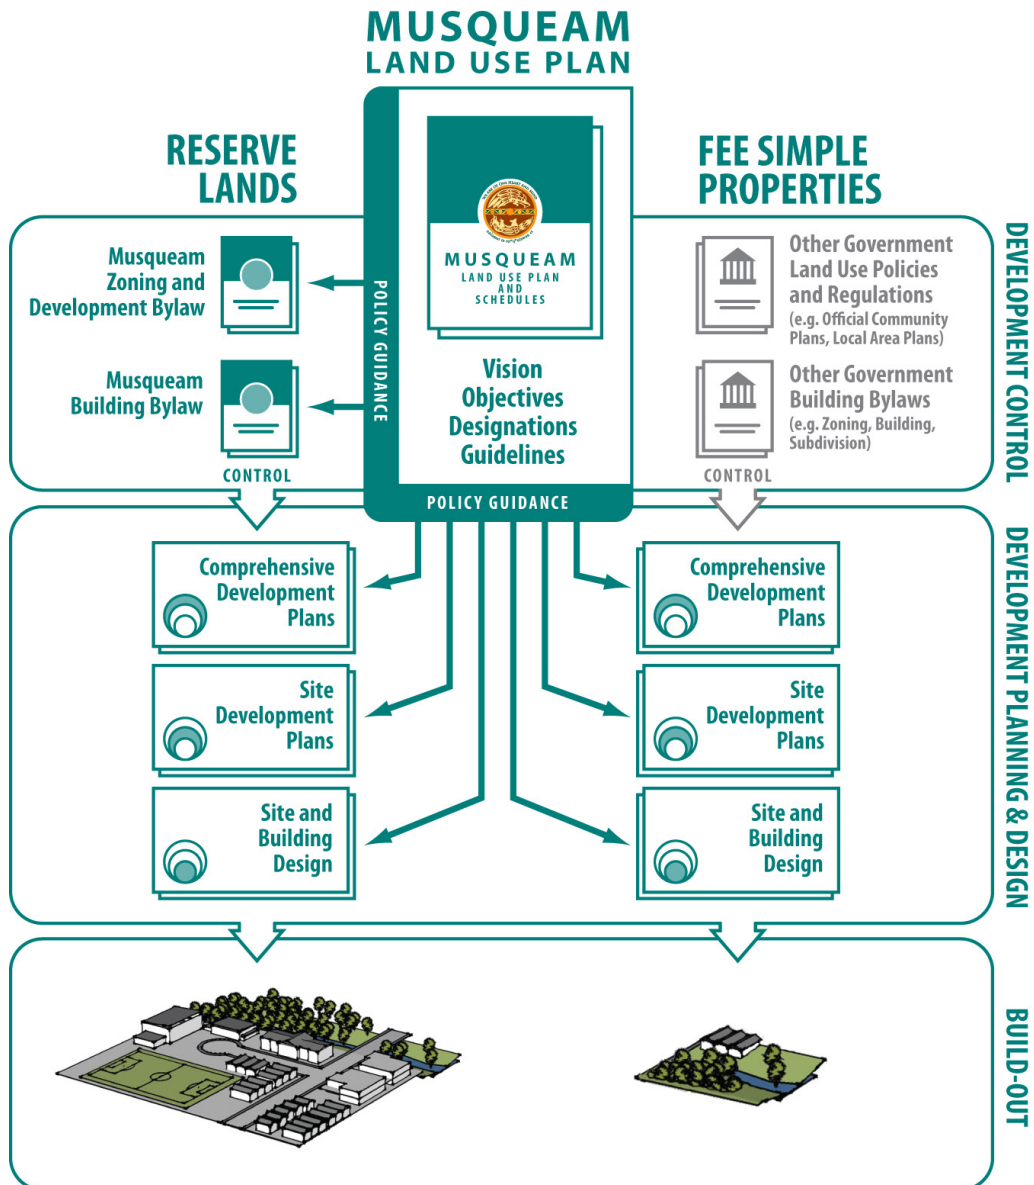 MUSQUEAM
LAND USE PLAN
RESERVE
LANDS
FEE SIMPLE
PROPERTIES
MUSQUEAM
LAND USE PLAN
AND
SCHEDULES
Vision
Objectives
Designations
Guidelines
POLICY GUIDANCE
POLICY GUIDANCE
Musqueam
Zoning and
Development Bylaw
Musqueam
Building Bylaw
CONTROL
Other Government
Land Use Policies
and Regulations
(e.g. Official Community
Plans, Local Area Plans)
Other Government
Building Bylaws
(e.g. Zoning, Building,
Subdivision)
CONTROL
DEVELOPMENT CONTROL
Comprehensive
Development
Plans
Site
Development
Plans
Site and
Building
Design
Comprehensive
Development
Plans
Site
Development
Plans
Site and
Building
Design
DEVELOPMENT PLANNING & DESIGN
BUILD-OUT